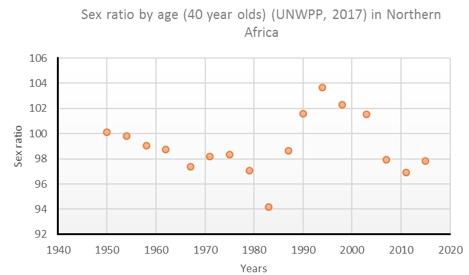 Sex ratio by age (40 year olds) (UNWPP, 2017) in Northern
Africa
106
104
102
100
98
96
94
92
Sex ratio
1940 1950 1960 1970 1980 1990 2000 2010 2020
Years